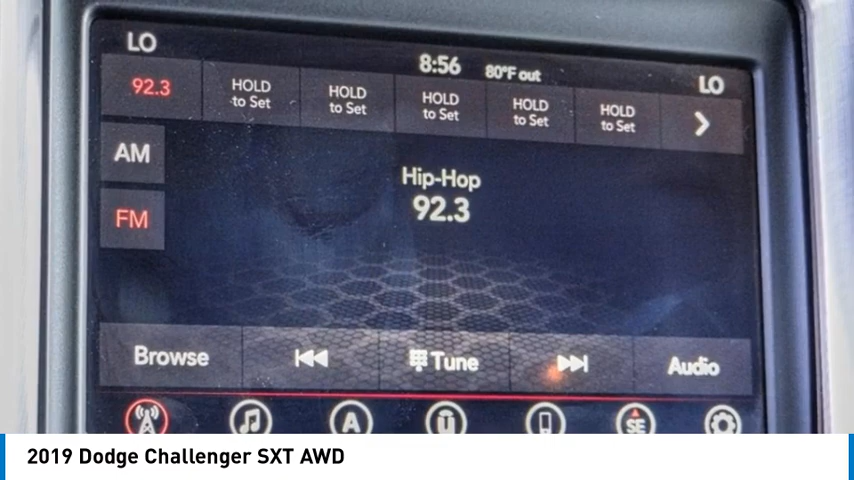 LO
8:56 80°F out
LO
92.3
HOLD
to Set
HOLD
to Set
HOLD
to Set
HOLD
to Set
HOLD
to Set
AM
FM
Hip-Hop
92.3
Browse
Tune
Audio
A
ū
SE
2019 Dodge Challenger SXT AWD